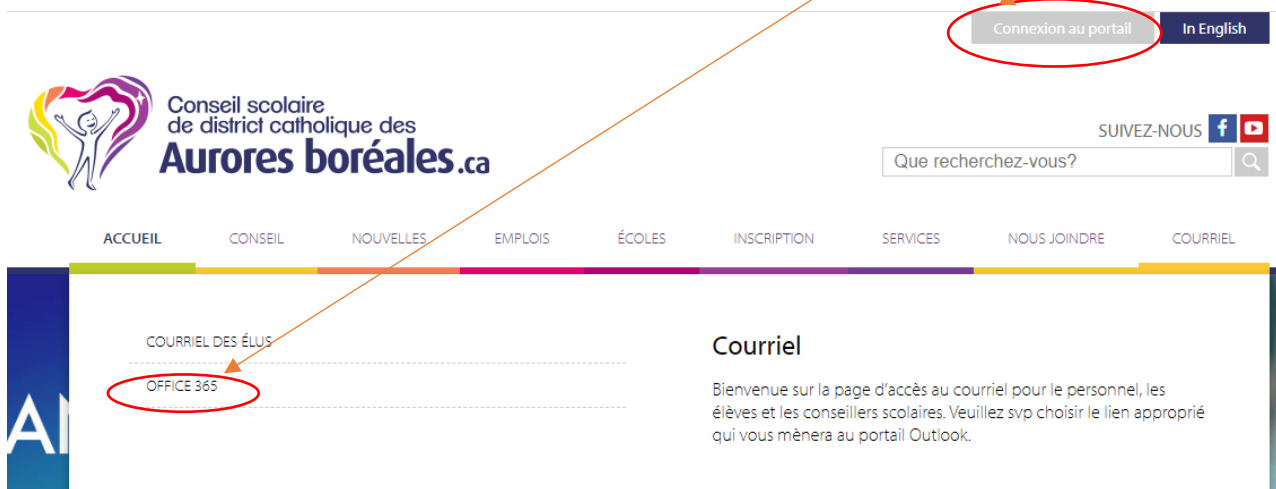 Connexion au portail In English
Conseil scolaire
de district catholique des
Aurores boréales.ca
SUIVEZ-NOUS
Que recherchez-vous?
ACCUEIL CONSEIL NOUVELLES EMPLOIS ÉCOLES INSCRIPTION SERVICES NOUS JOINDRE COURRIEL
COURRIEL DES ÉLUS
OFFICE 365
Courriel
Bienvenue sur la page d'accès au courriel pour le personnel, les
élèves et les conseillers scolaires. Veuillez svp choisir le lien approprié
qui vous mènera au portail Outlook.